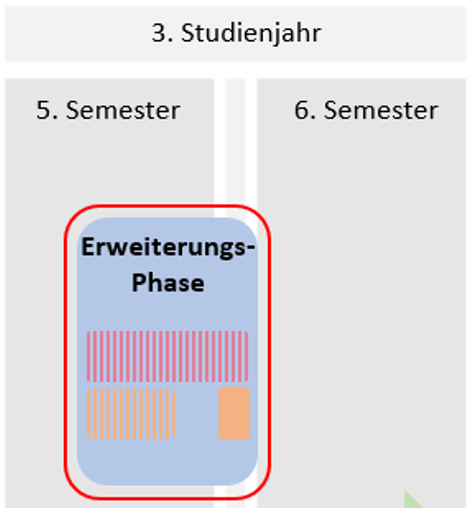 3. Studienjahr
5. Semester
6. Semester
Erweiterungs-
Phase